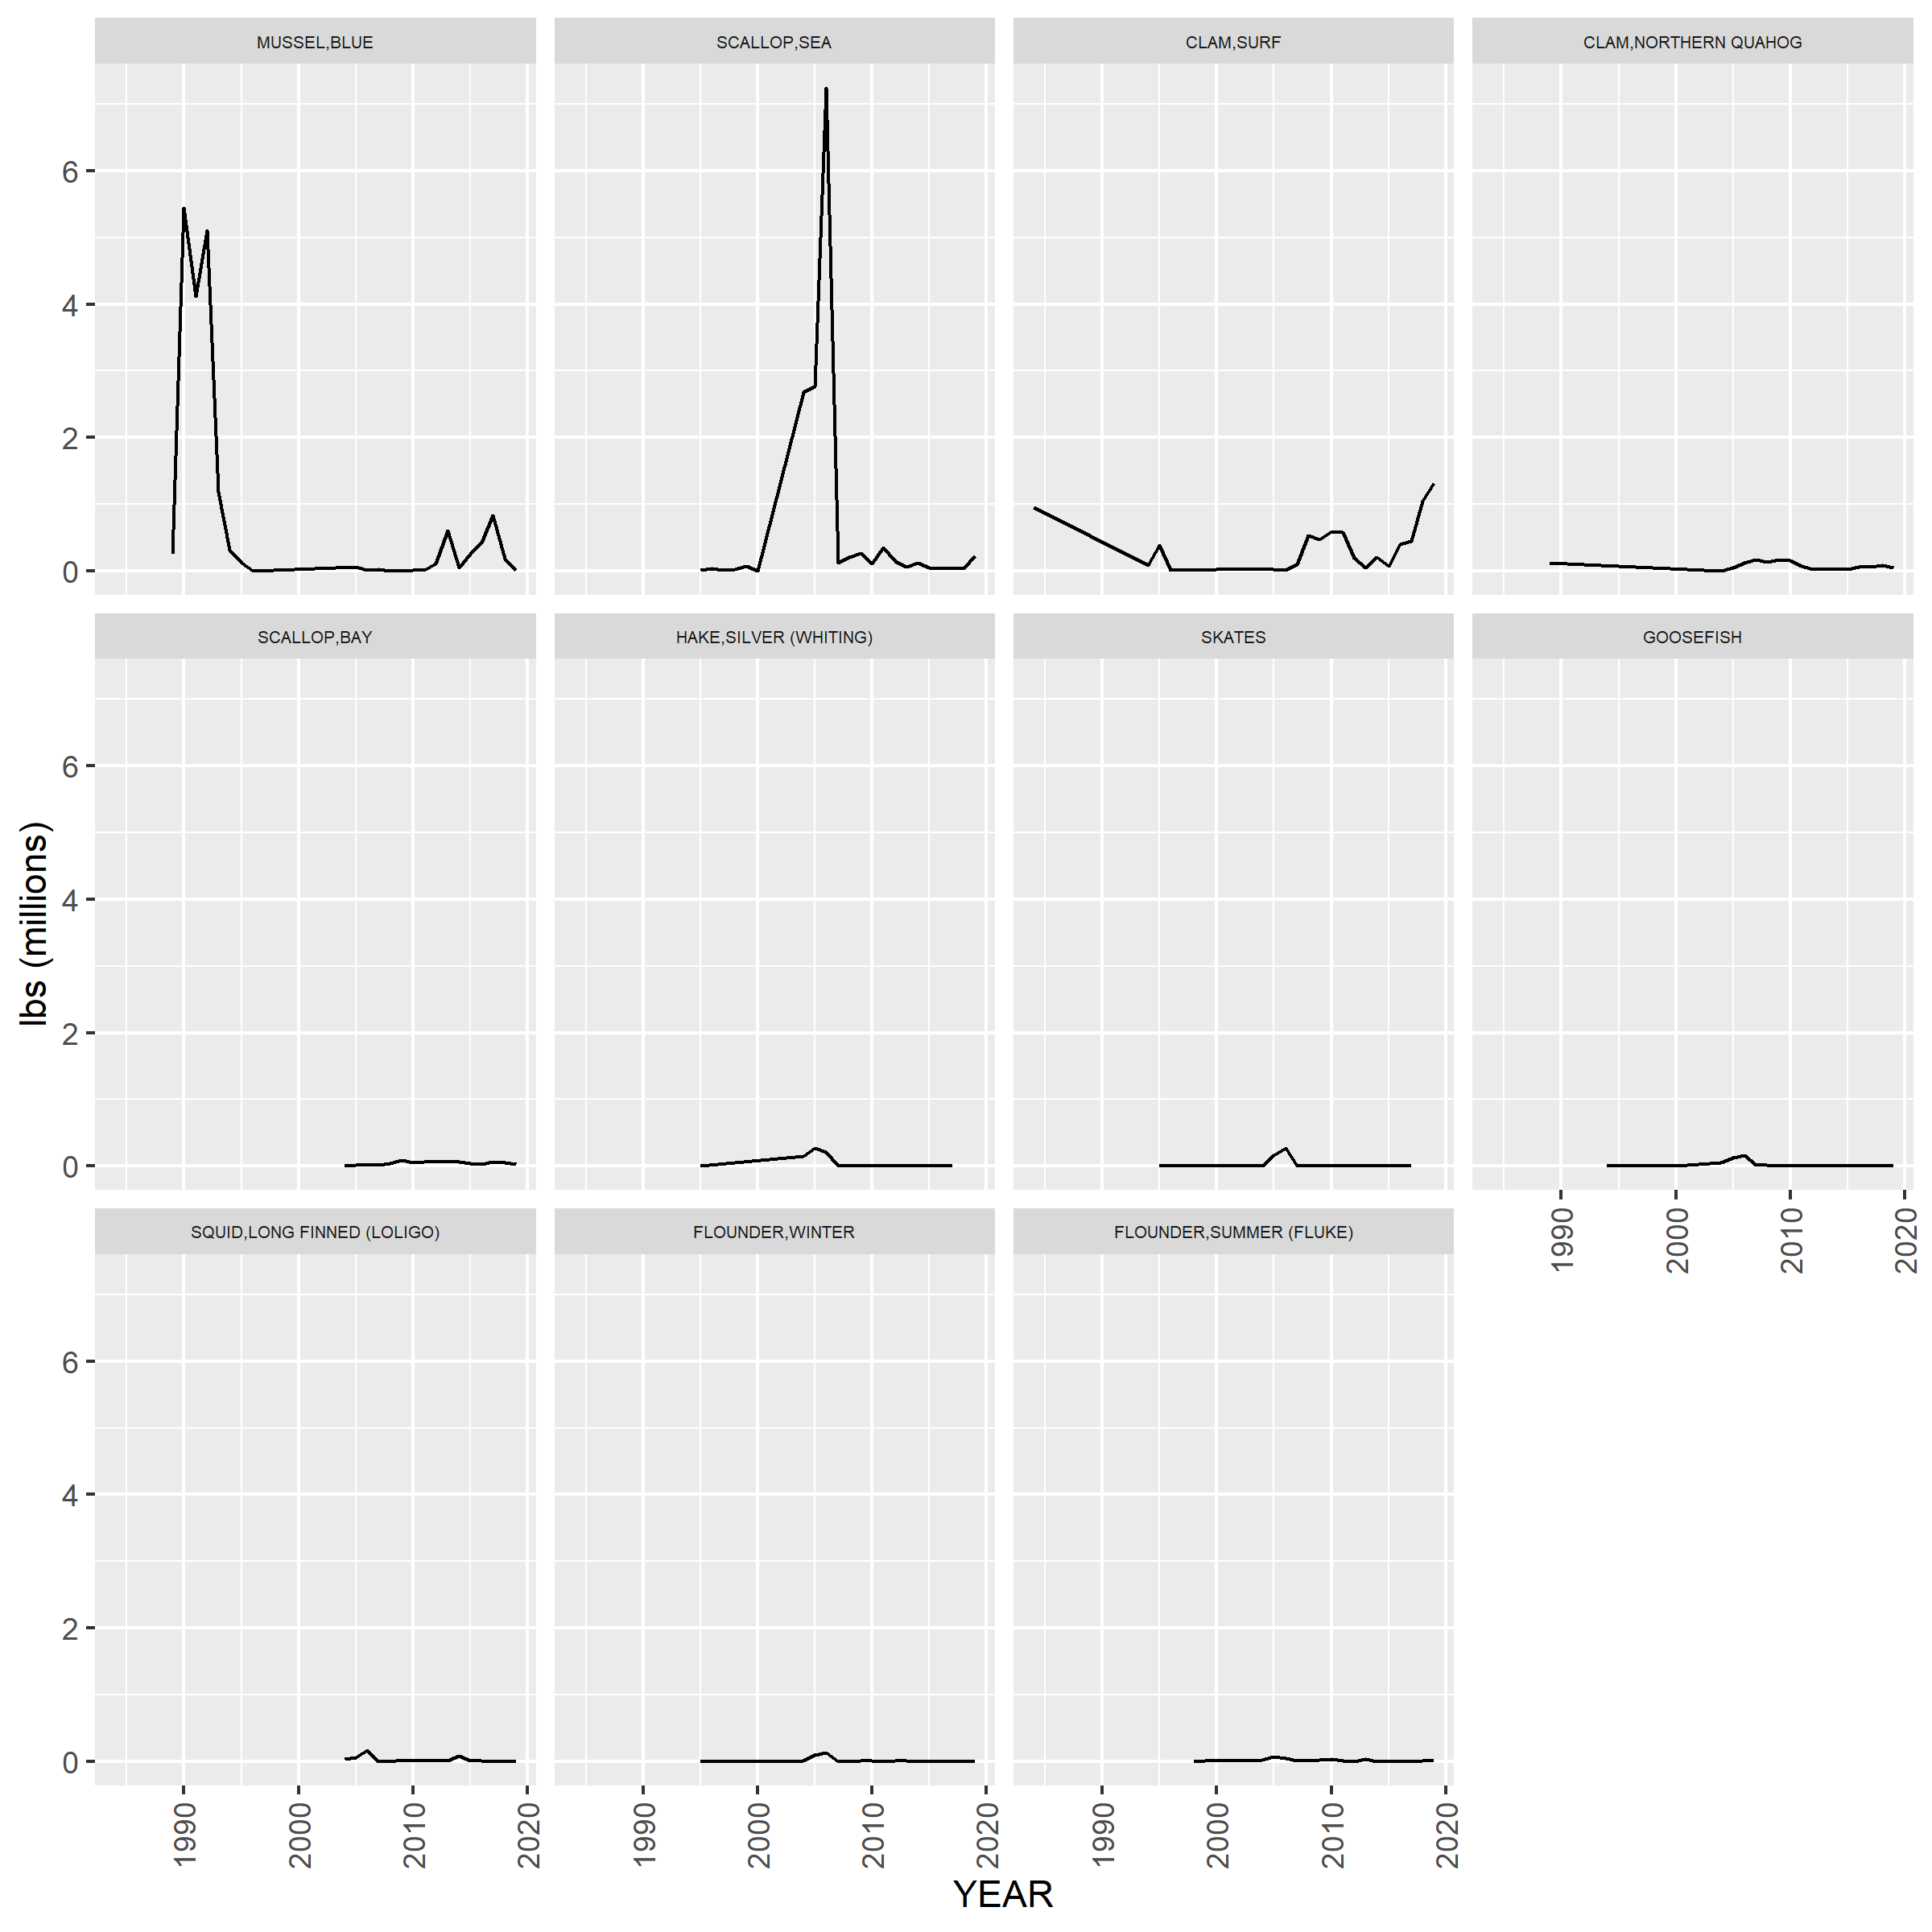 MUSSEL,BLUE
SCALLOP,SEA
CLAM,SURF
CLAM,NORTHERN QUAHOG
6
4
2
0
SCALLOP,BAY
HAKE,SILVER (WHITING)
SKATES
GOOSEFISH
6
4
2
0
1990
2000
2010
2020
lbs (millions)
SQUID,LONG FINNED (LOLIGO)
FLOUNDER,WINTER
FLOUNDER,SUMMER (FLUKE)
6
4
2
0
1990
2000
2010
2020
1990
2000
2010
2020
1990
2000
2010
2020
YEAR